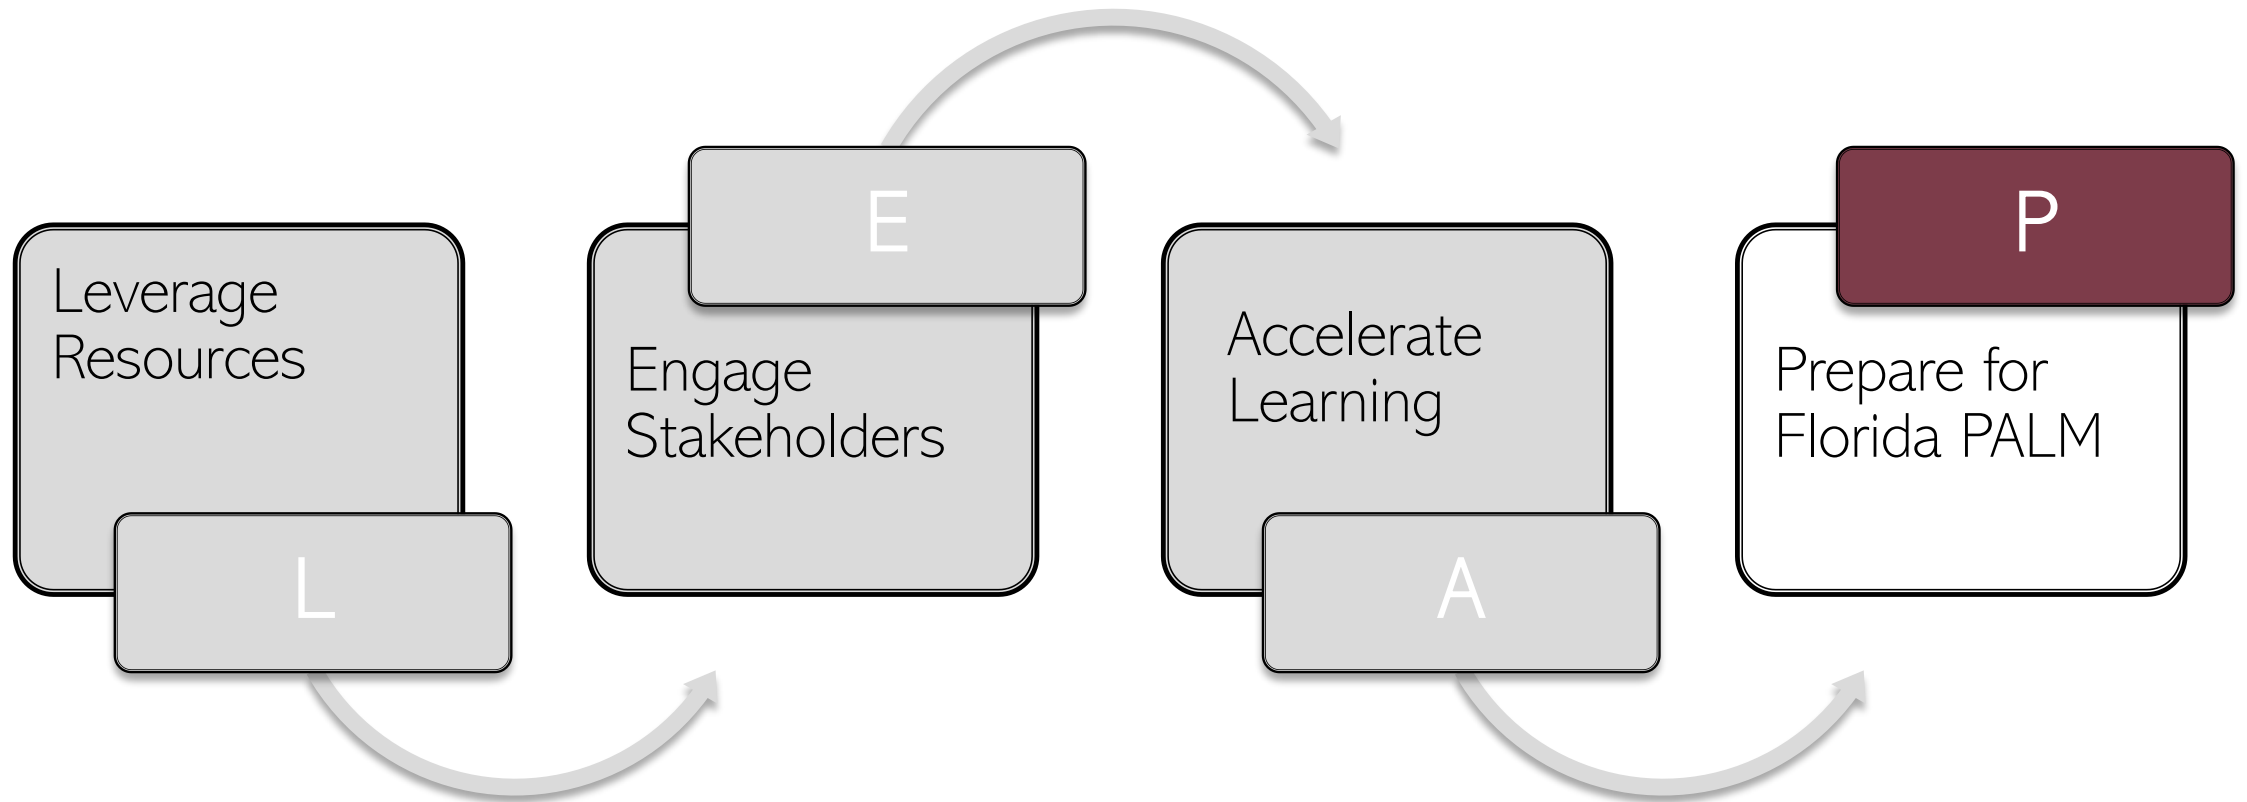 Leverage
Resources
L
E
Engage
Stakeholders
Accelerate
Learning
A
P
Prepare for
Florida PALM